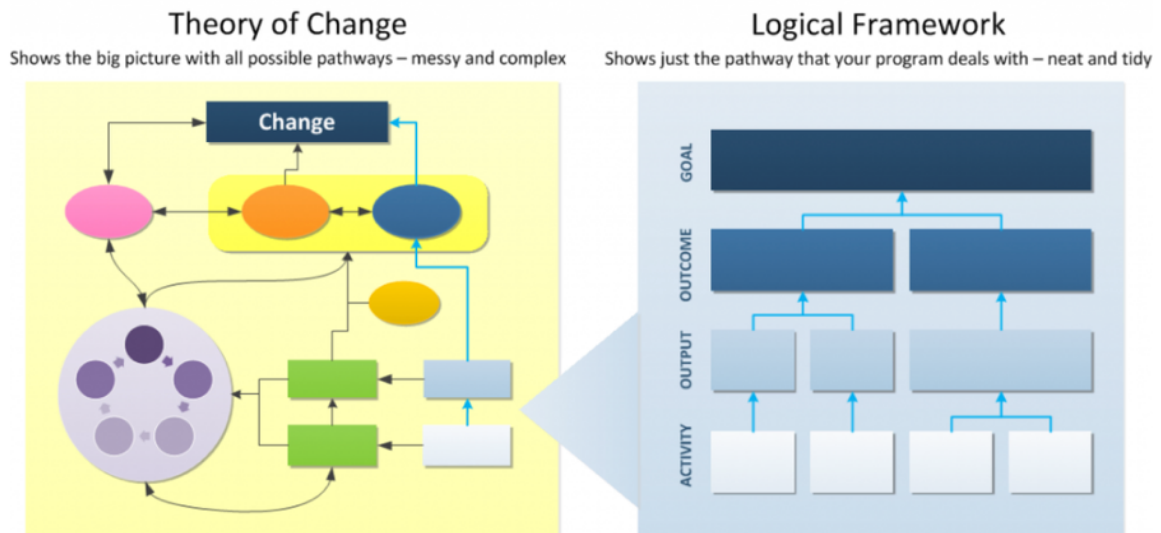 Theory of Change
Shows the big picture with all possible pathways – messy and complex
Change
Logical Framework
Shows just the pathway that your program deals with – neat and tidy
GOAL
OUTCOME
OUTPUT
ACTIVITY